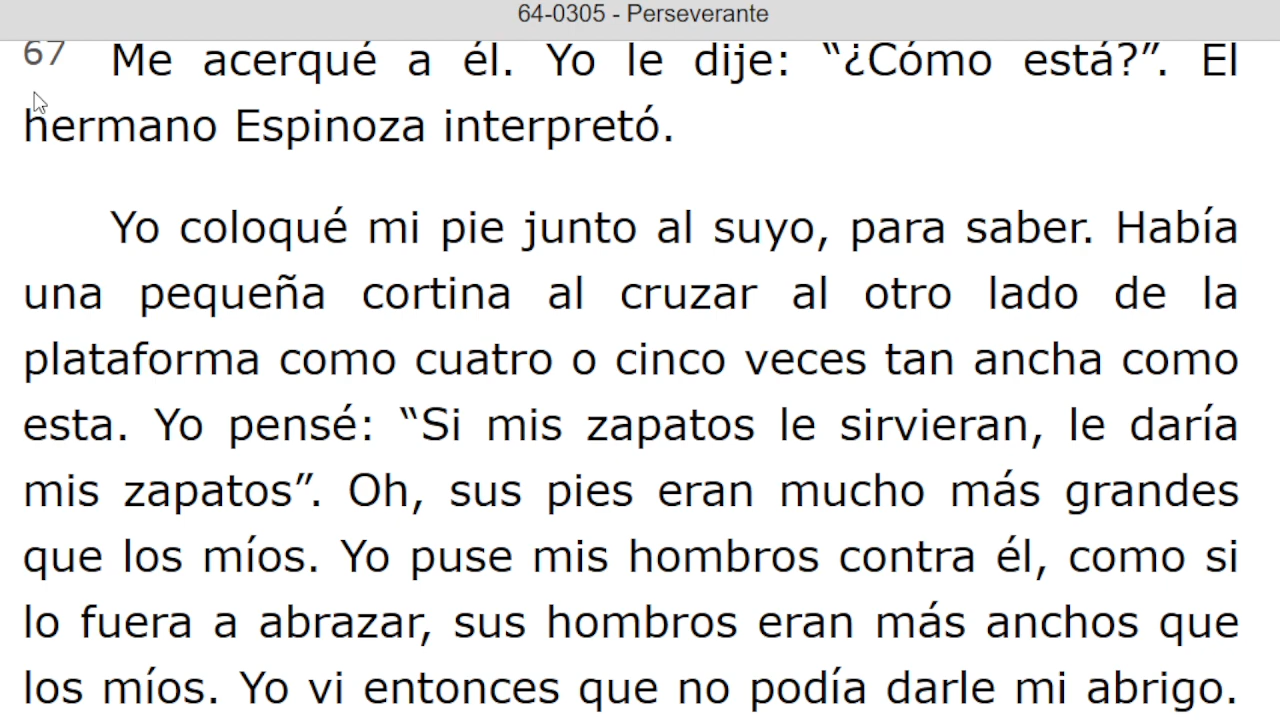 64-0305 - Perseverante
67 Me acerqué a él. Yo le dije: “¿Cómo está?”. El
hermano Espinoza interpretó.
Yo coloqué mi pie junto al suyo, para saber. Había
una pequeña cortina al cruzar al otro lado de la
plataforma como cuatro o cinco veces tan ancha como
esta. Yo pensé: “Si mis zapatos le sirvieran, le daría
mis zapatos”. Oh, sus pies eran mucho más grandes
que los míos. Yo puse mis hombros contra él, como si
lo fuera a abrazar, sus hombros eran más anchos que
los míos. Yo vi entonces que no podía darle mi abrigo.